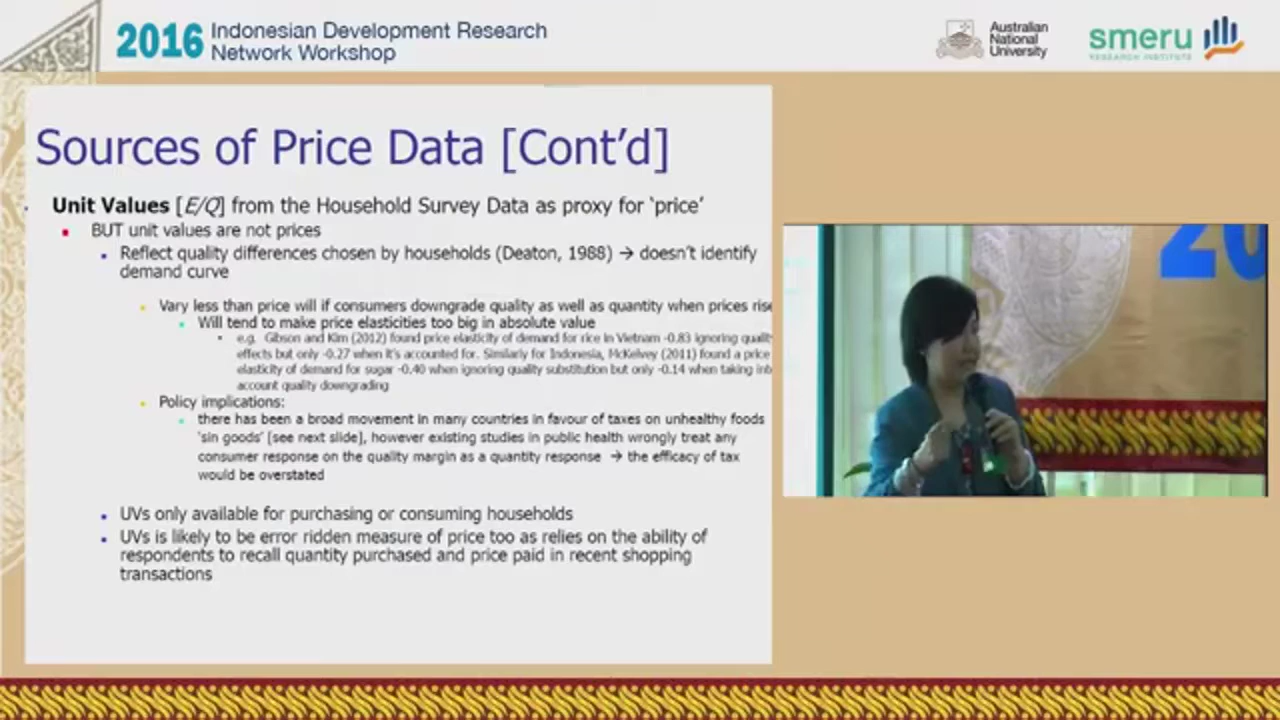 2016 Indonesian Development Research
Network Workshop
Australian
National
University
smeru
RESEARCH INSTITUTE
Sources of Price Data [Cont'd]
Unit Values [E/Q] from the Household Survey Data as proxy for 'price'
BUT unit values are not prices
Reflect quality differences chosen by households (Deaton, 1988) → doesn't identify
demand curve
Vary less than price will if consumers downgrade quality as well as quantity when prices rise
Will tend to make price elasticities too big in absolute value
e.g. Gibson and Kim (2012) found price elasticity of demand for rice in Vietnam -0.83 ignoring quality
effects but only -0.27 when it's accounted for. Similarly for Indonesia, McKelvey (2011) found a price
elasticity of demand for sugar -0.40 when ignoring quality substitution but only -0.14 when taking int
account quality downgrading
Policy implications:
there has been a broad movement in many countries in favour of taxes on unhealthy foods
'sin goods' [see next slide], however existing studies in public health wrongly treat any
consumer response on the quality margin as a quantity response → the efficacy of tax
would be overstated
UVs only available for purchasing or consuming households
UVs is likely to be error ridden measure of price too as relies on the ability of
respondents to recall quantity purchased and price paid in recent shopping
transactions
20